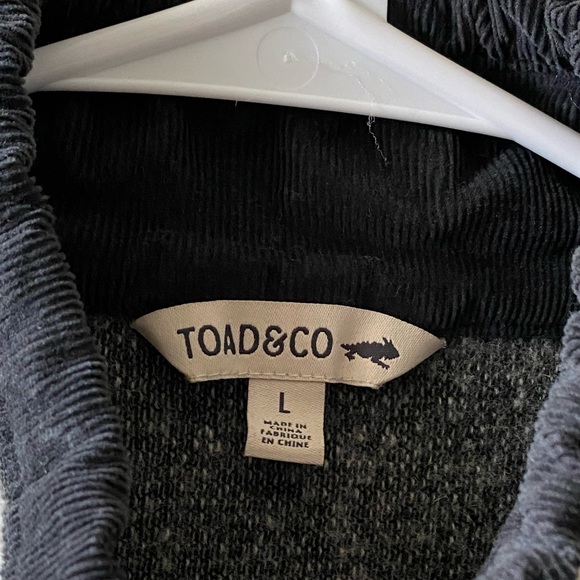 TOAD&CO
L
MADE IN
CHINA
FABRIQUE
EN CHINE